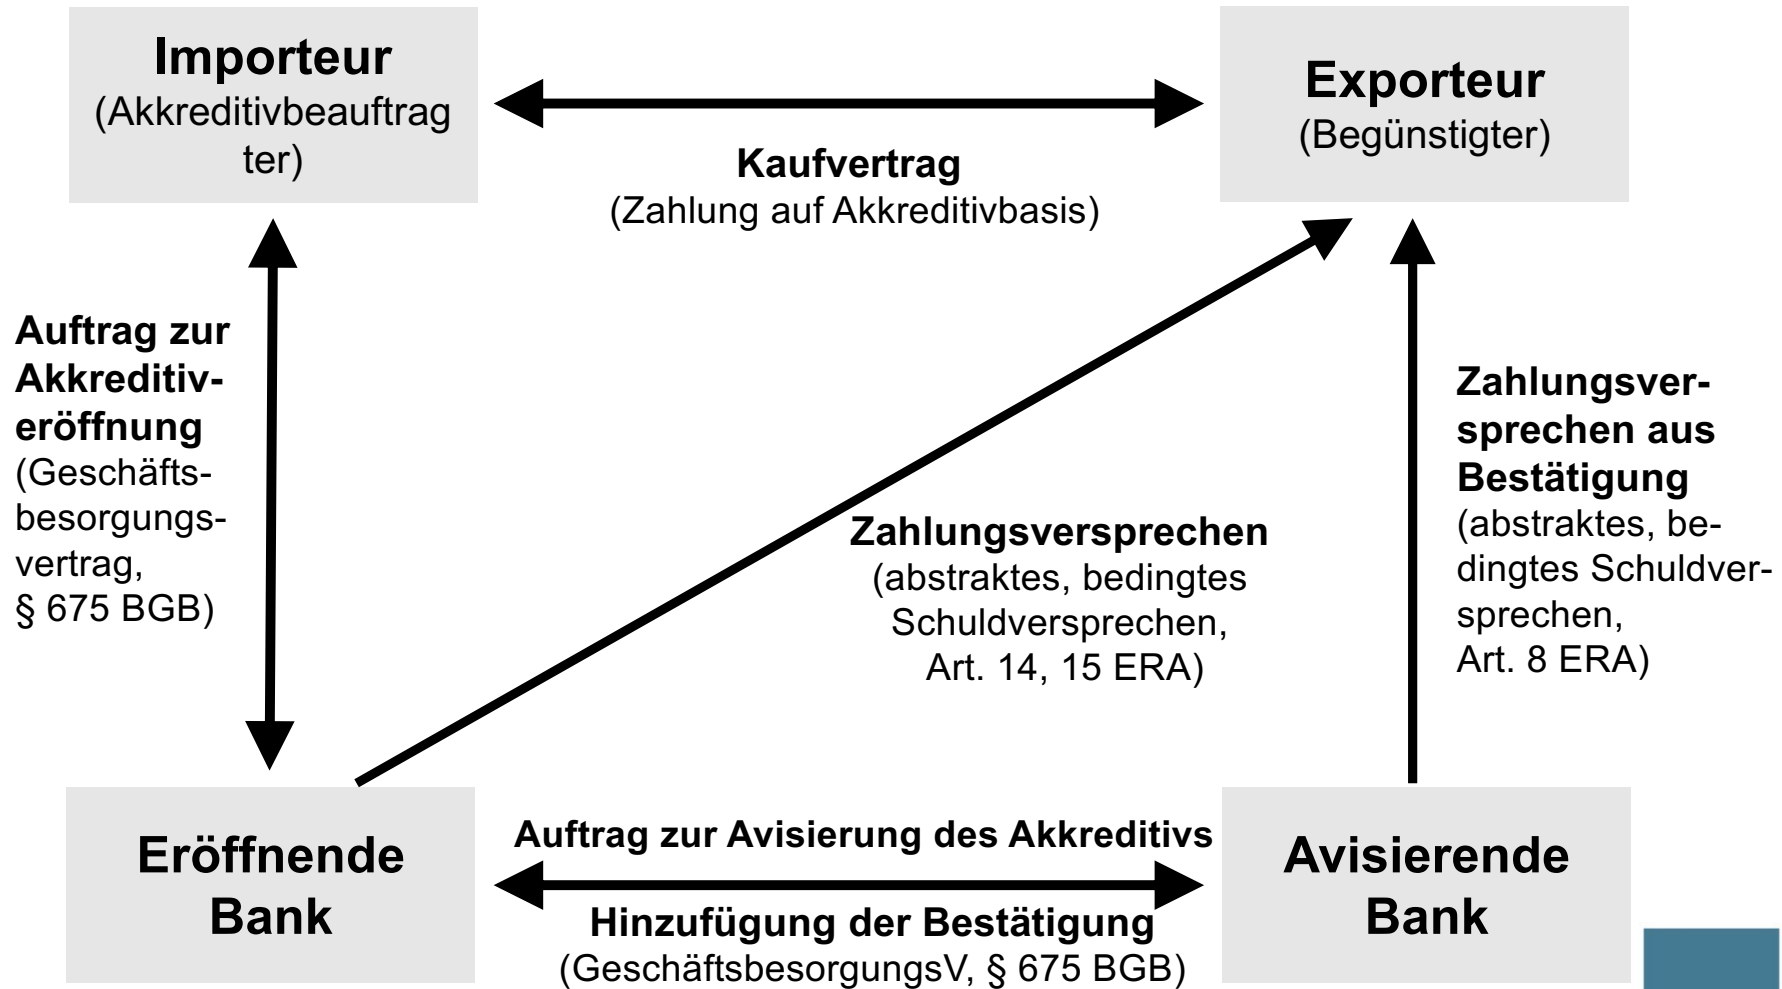 Importeur
(Akkreditivbeauftrag
ter)
Exporteur
(Begünstigter)
Kaufvertrag
(Zahlung auf Akkreditivbasis)
Auftrag zur
Akkreditiv-
eröffnung
(Geschäfts-
besorgungs-
vertrag,
§ 675 BGB)
Zahlungsversprechen
(abstraktes, bedingtes
Schuldversprechen,
Art. 14, 15 ERA)
Zahlungsver-
sprechen aus
Bestätigung
(abstraktes, be-
dingtes Schuldver-
sprechen,
Art. 8 ERA)
Eröffnende
Bank
Auftrag zur Avisierung des Akkreditivs
Hinzufügung der Bestätigung
(GeschäftsbesorgungsV, § 675 BGB)
Avisierende
Bank